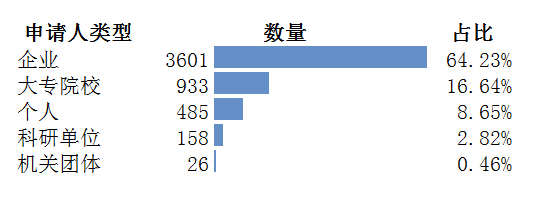 申请人类型 数量 占比
企业 3601 64.23%
大专院校 933 16.64%
个人 485 8.65%
科研单位 158 2.82%
机关团体 26 0.46%